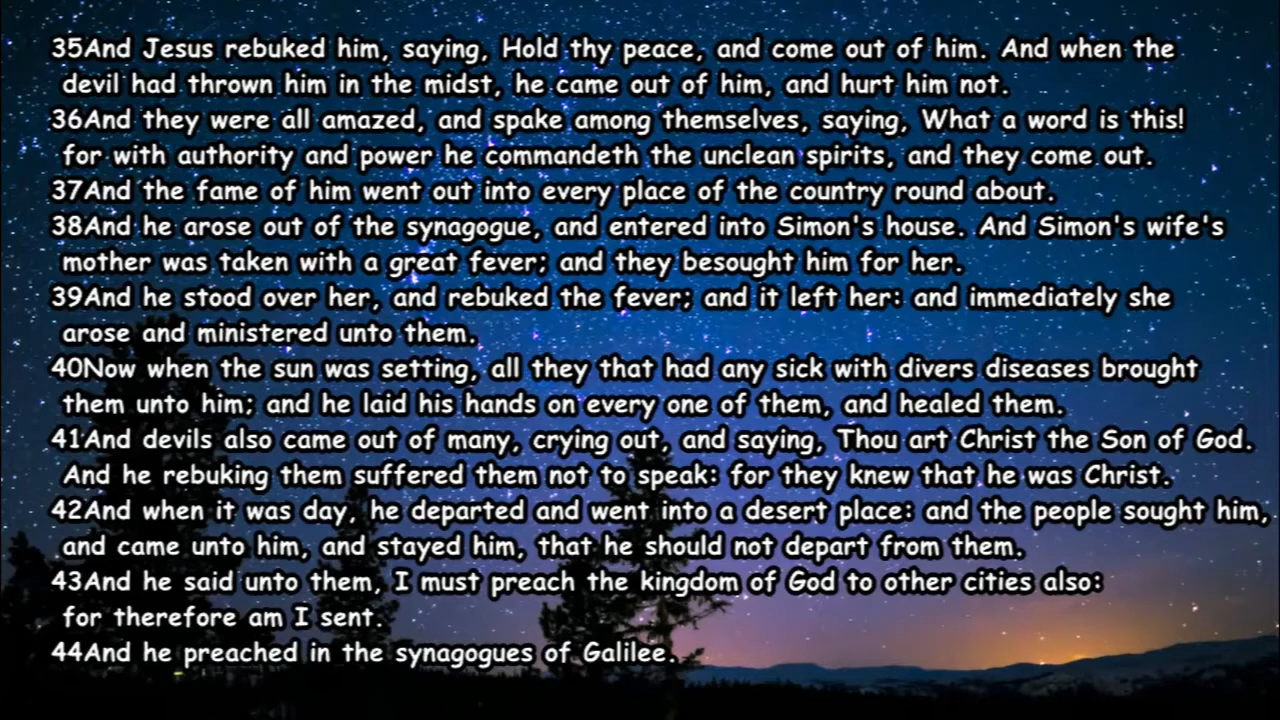 35And Jesus rebuked him, saying, Hold thy peace, and come out of him. And when the
devil had thrown him in the midst, he came out of him, and hurt him not.
36And they were all amazed, and spake among themselves, saying, What a word is this!
for with authority and power he commandeth the unclean spirits, and they come out.
37And the fame of him went out into every place of the country round about.
38And he arose out of the synagogue, and entered into Simon's house. And Simon's wife's
mother was taken with a great fever; and they besought him for her.
39And he stood over her, and rebuked the fever; and it left her: and immediately she
arose and ministered unto them.
40Now when the sun was setting, all they that had any sick with divers diseases brought
them unto him; and he laid his hands on every one of them, and healed them.
41And devils also came out of many, crying out, and saying, Thou art Christ the Son of God.
And he rebuking them suffered them not to speak: for they knew that he was Christ.
42And when it was day, he departed and went into a desert place: and the people sought him,
and came unto him, and stayed him, that he should not depart from them.
43And he said unto them, I must preach the kingdom of God to other cities also:
for therefore am I sent.
44And he preached in the synagogues of Galilee.